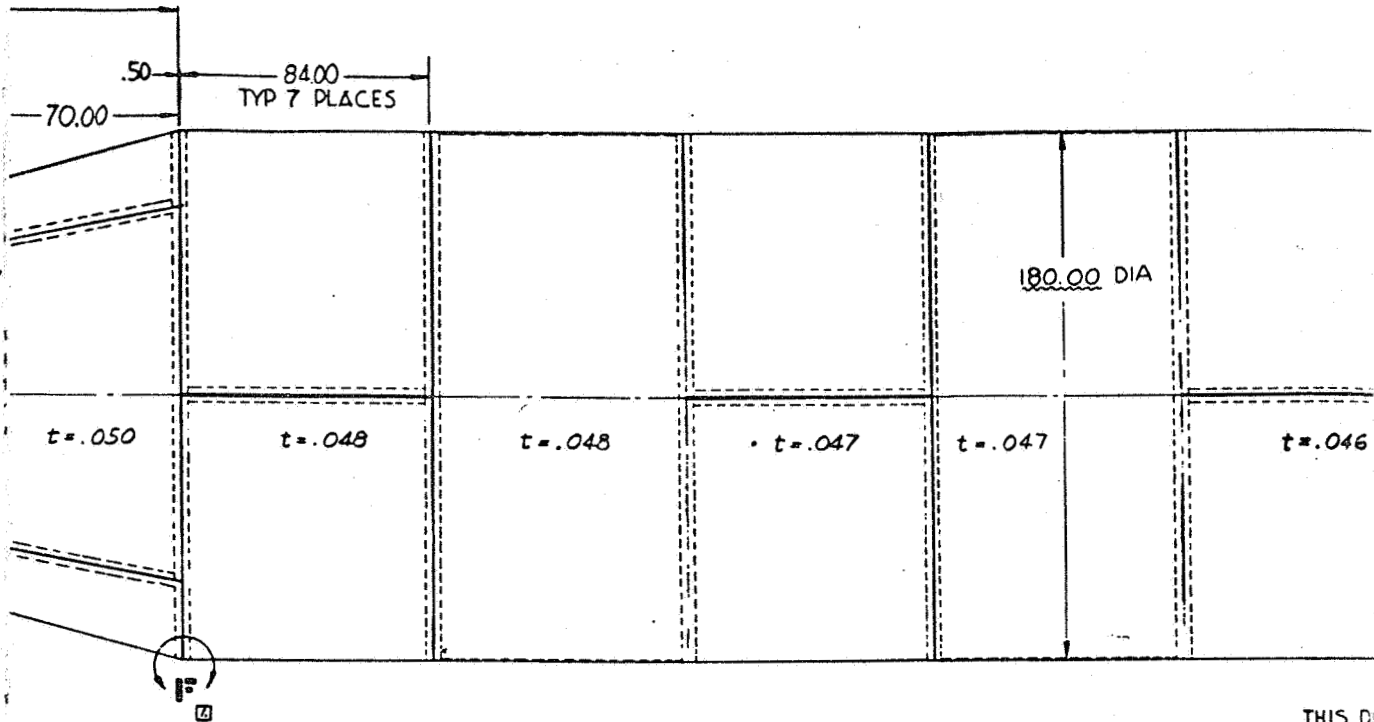 .50
84.00
TYP 7 PLACES
70.00
180.00 DIA
t=.050
t=.048
t=.048
t=.047
t=.047
t=.046
F
THIS